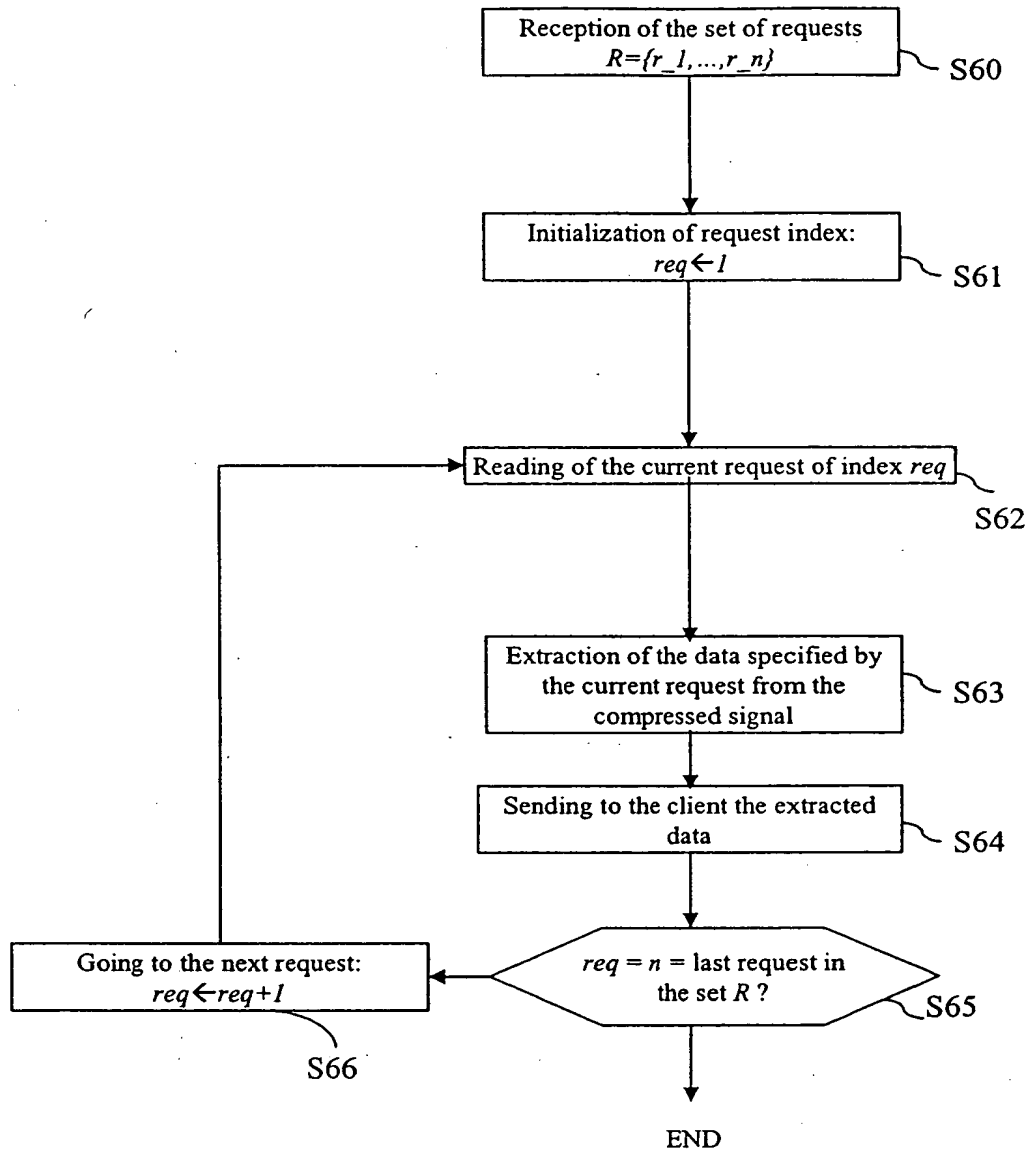 Reception of the set of requests
R={r_1,...,r_n}
S60
Initialization of request index:
req←1
S61
Reading of the current request of index req
S62
Extraction of the data specified by
the current request from the
compressed signal
S63
Sending to the client the extracted
data
S64
req = n = last request in
the set R ?
S65
Going to the next request:
req←req+1
S66
END